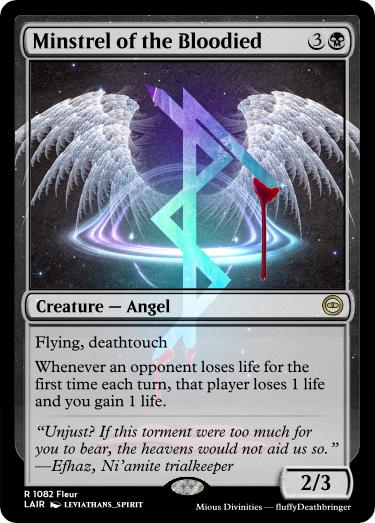 Minstrel of the Bloodied 3
Creature — Angel
Flying, deathtouch
Whenever an opponent loses life for the
first time each turn, that player loses 1 life
and you gain 1 life.
“Unjust? If this torment were too much for
you to bear, the heavens would not aid us so.”
—Efhaz, Ni’amite trialkeeper
2/3
R 1082 Fleur
LAIR LEVIATHANS_SPIRIT
Mious Divinities — fluffyDeathbringer